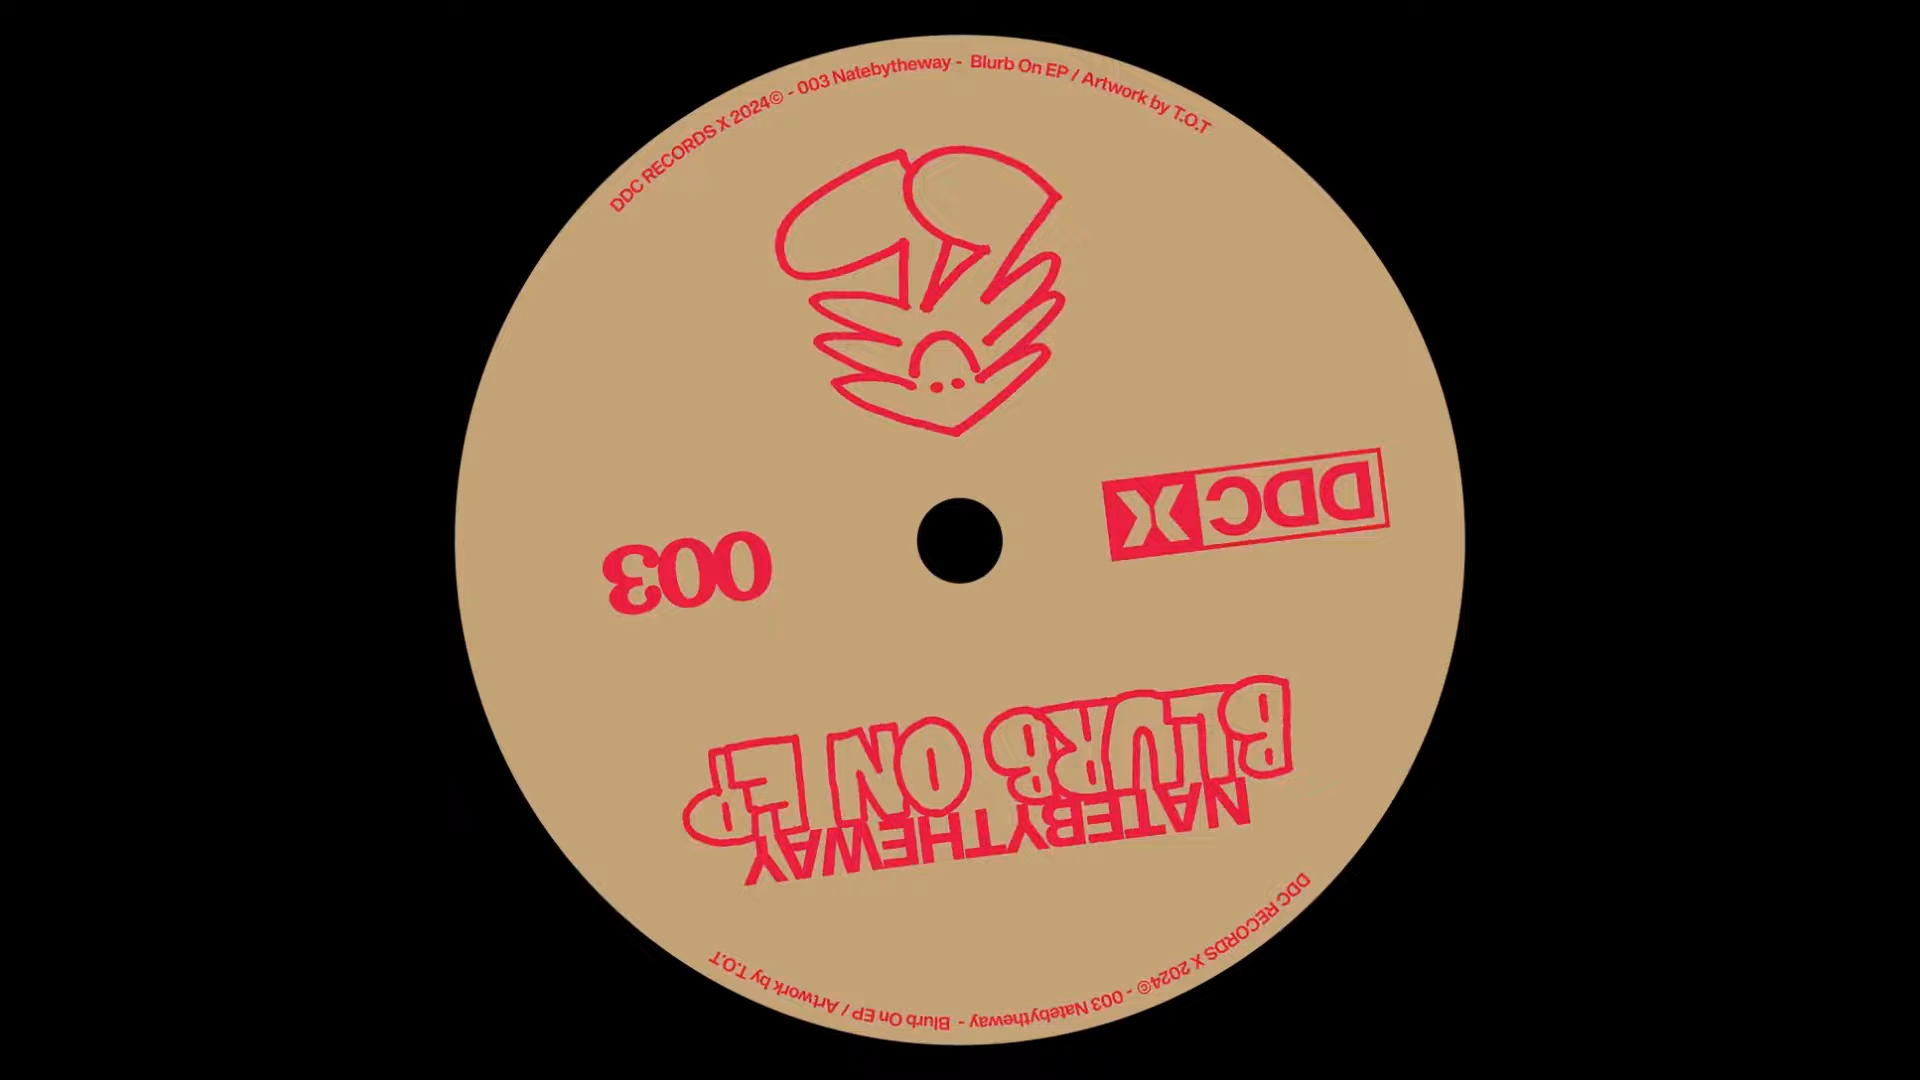 DDC RECORDS X 2024© - 003 Natebytheway - Blurb On EP / Artwork by T.O.T
DDC X
003
BLURB ON EP
NATEBYTHEWAY
DDC RECORDS X 2024© - 003 Natebytheway - Blurb On EP / Artwork by T.O.T